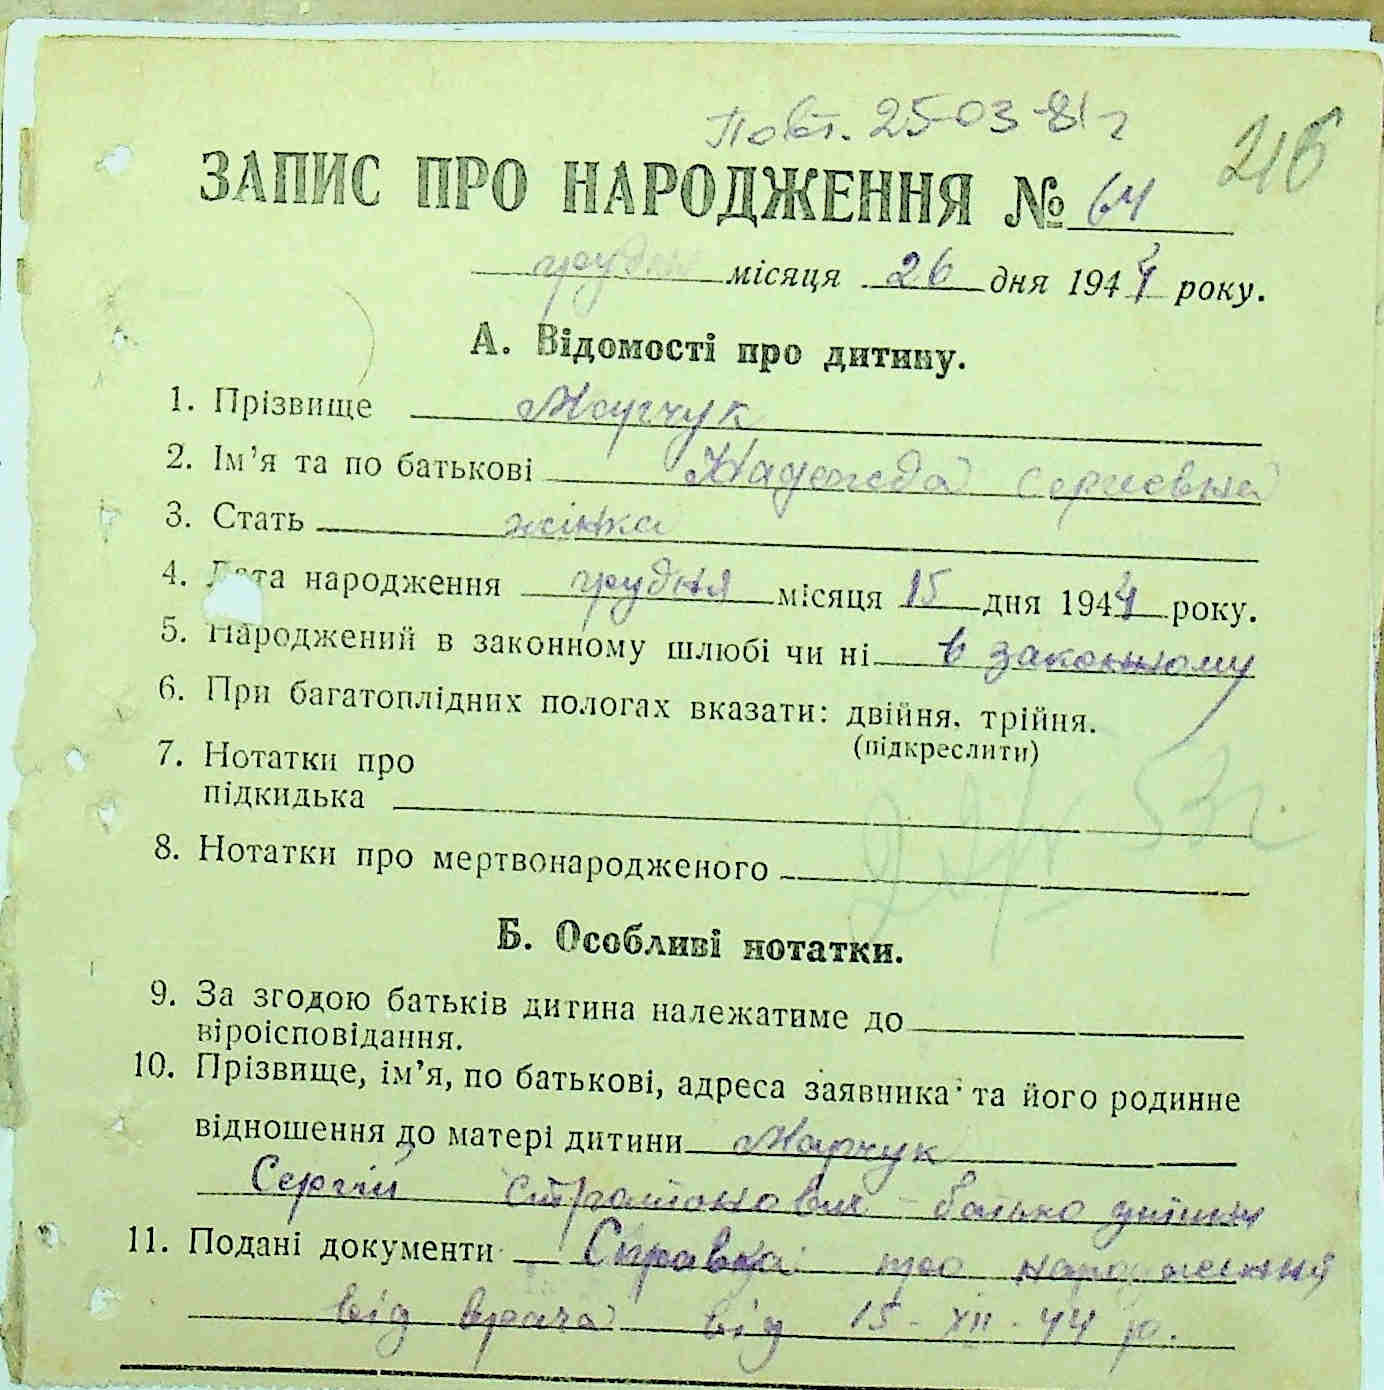 Повт. 25-03-81 г
216
ЗАПИС ПРО НАРОДЖЕННЯ № 64
грудня місяця 26 дня 1944 року.
А. Відомості про дитину.
1. Прізвище Марчук
2. Ім'я та по батькові Надежда Сергиевна
3. Стать жінка
4. Дата народження грудня місяця 15 дня 1944 року.
5. Народжений в законному шлюбі чи ні в законному
6. При багатоплідних пологах вказати: двійня, трійня.
(підкреслити)
7. Нотатки про
підкидька
53 г.
8. Нотатки про мертвонародженого
Б. Особливі нотатки.
9. За згодою батьків дитина належатиме до
віроісповідання.
10. Прізвище, ім'я, по батькові, адреса заявника та його родинне
відношення до матері дитини Марчук
Сергій Стратонович - батько дитини
11. Подані документи Справка про народження
від врача від 15-XII-44 р.